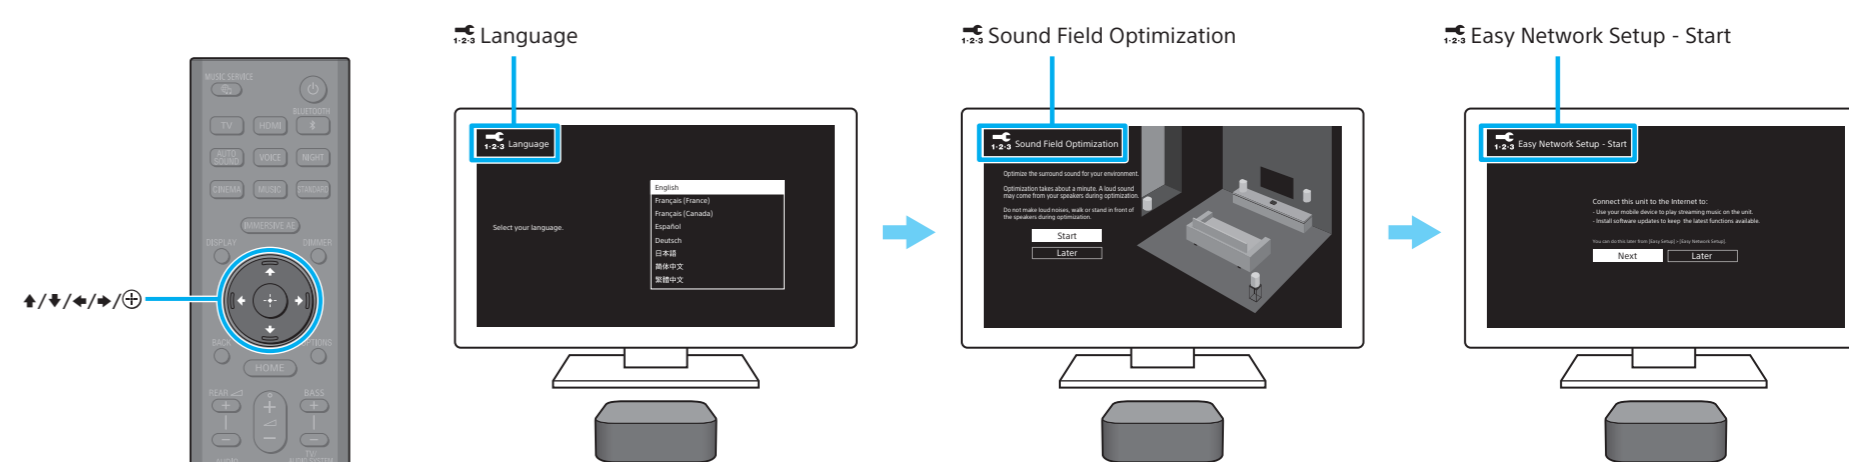 Language
Sound Field Optimization
Easy Network Setup - Start
MUSIC SERVICE
BLUETOOTH
TV
HDMI
AUTO SOUND
VOICE
NIGHT
CINEMA
MUSIC
STANDARD
IMMERSIVE AE
DISPLAY
DIMMER
BACK
OPTIONS
HOME
REAR
BASS
TV/
AUDIO
AUDIO SYSTEM
1·2·3 Language
Select your language.
English
Français (France)
Français (Canada)
Español
Deutsch
日本語
简体中文
繁體中文
1·2·3 Sound Field Optimization
Optimize the surround sound for your environment.
Optimization takes about a minute. A loud sound
may come from your speakers during optimization.
Do not make loud noises, walk or stand in front of
the speakers during optimization.
Start
Later
1·2·3 Easy Network Setup - Start
Connect this unit to the Internet to:
- Use your mobile device to play streaming music on the unit.
- Install software updates to keep the latest functions available.
You can do this later from [Easy Setup] > [Easy Network Setup].
Next
Later